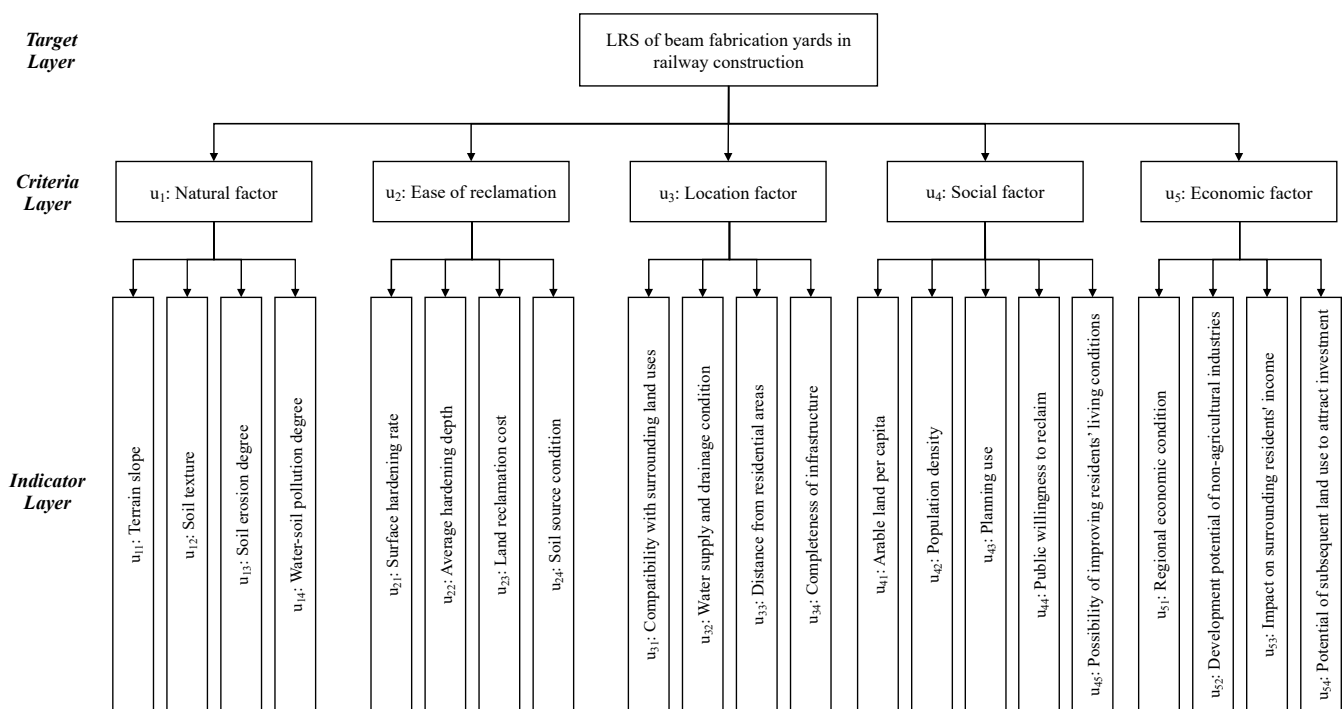 Target
Layer
LRS of beam fabrication yards in
railway construction
Criteria
Layer
u₁: Natural factor
u₂: Ease of reclamation
u₃: Location factor
u₄: Social factor
u₅: Economic factor
Indicator
Layer
u₁₁: Terrain slope
u₁₂: Soil texture
u₁₃: Soil erosion degree
u₁₄: Water-soil pollution degree
u₂₁: Surface hardening rate
u₂₂: Average hardening depth
u₂₃: Land reclamation cost
u₂₄: Soil source condition
u₃₁: Compatibility with surrounding land uses
u₃₂: Water supply and drainage condition
u₃₃: Distance from residential areas
u₃₄: Completeness of infrastructure
u₄₁: Arable land per capita
u₄₂: Population density
u₄₃: Planning use
u₄₄: Public willingness to reclaim
u₄₅: Possibility of improving residents' living conditions
u₅₁: Regional economic condition
u₅₂: Development potential of non-agricultural industries
u₅₃: Impact on surrounding residents' income
u₅₄: Potential of subsequent land use to attract investment